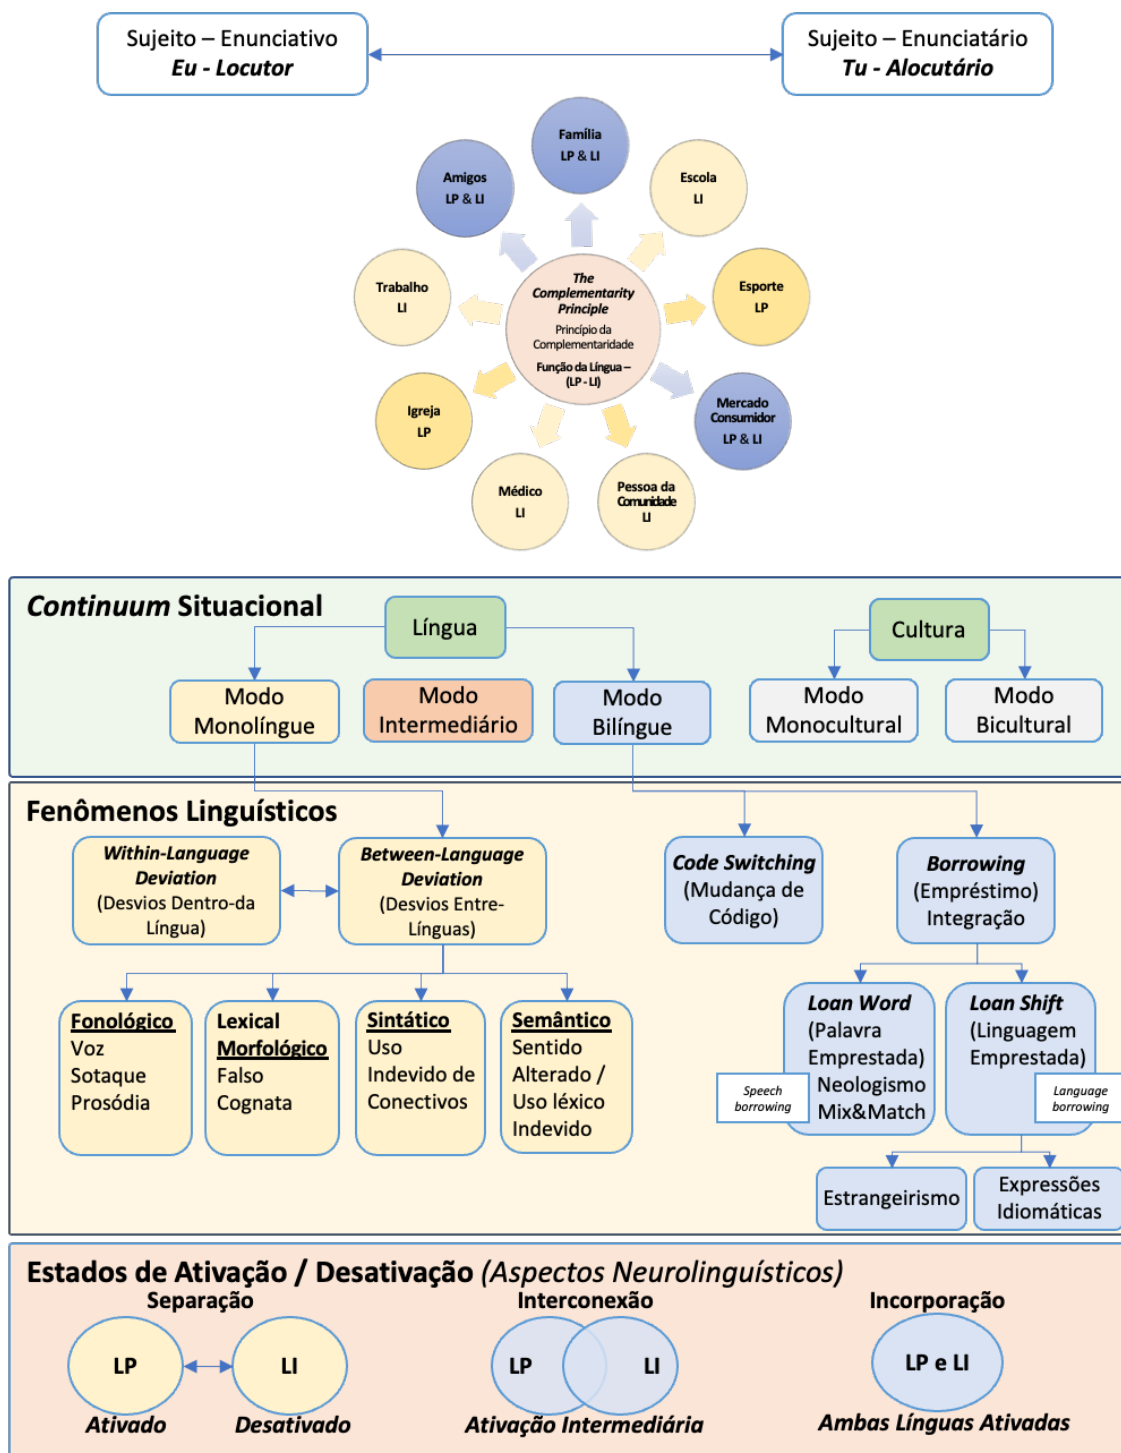 Sujeito – Enunciativo
Eu - Locutor
Sujeito – Enunciatário
Tu - Alocutário
Família
LP & LI
Amigos
LP & LI
Escola
LI
Trabalho
LI
The
Complementarity
Principle
Princípio da
Complementaridade
Função da Língua –
(LP - LI)
Esporte
LP
Igreja
LP
Mercado
Consumidor
LP & LI
Médico
LI
Pessoa da
Comunidade
LI
Continuum Situacional
Língua
Cultura
Modo
Monolíngue
Modo
Intermediário
Modo
Bilíngue
Modo
Monocultural
Modo
Bicultural
Fenômenos Linguísticos
Within-Language
Deviation
(Desvios Dentro-da
Língua)
Between-Language
Deviation
(Desvios Entre-
Línguas)
Code Switching
(Mudança de
Código)
Borrowing
(Empréstimo)
Integração
Fonológico
Voz
Sotaque
Prosódia
Lexical
Morfológico
Falso
Cognata
Sintático
Uso
Indevido de
Conectivos
Semântico
Sentido
Alterado /
Uso léxico
Indevido
Loan Word
(Palavra
Emprestada)
Neologismo
Mix&Match
Speech
borrowing
Loan Shift
(Linguagem
Emprestada)
Language
borrowing
Estrangeirismo
Expressões
Idiomáticas
Estados de Ativação / Desativação (Aspectos Neurolinguísticos)
Separação
Interconexão
Incorporação
LP
LI
LP
LI
LP e LI
Ativado
Desativado
Ativação Intermediária
Ambas Línguas Ativadas